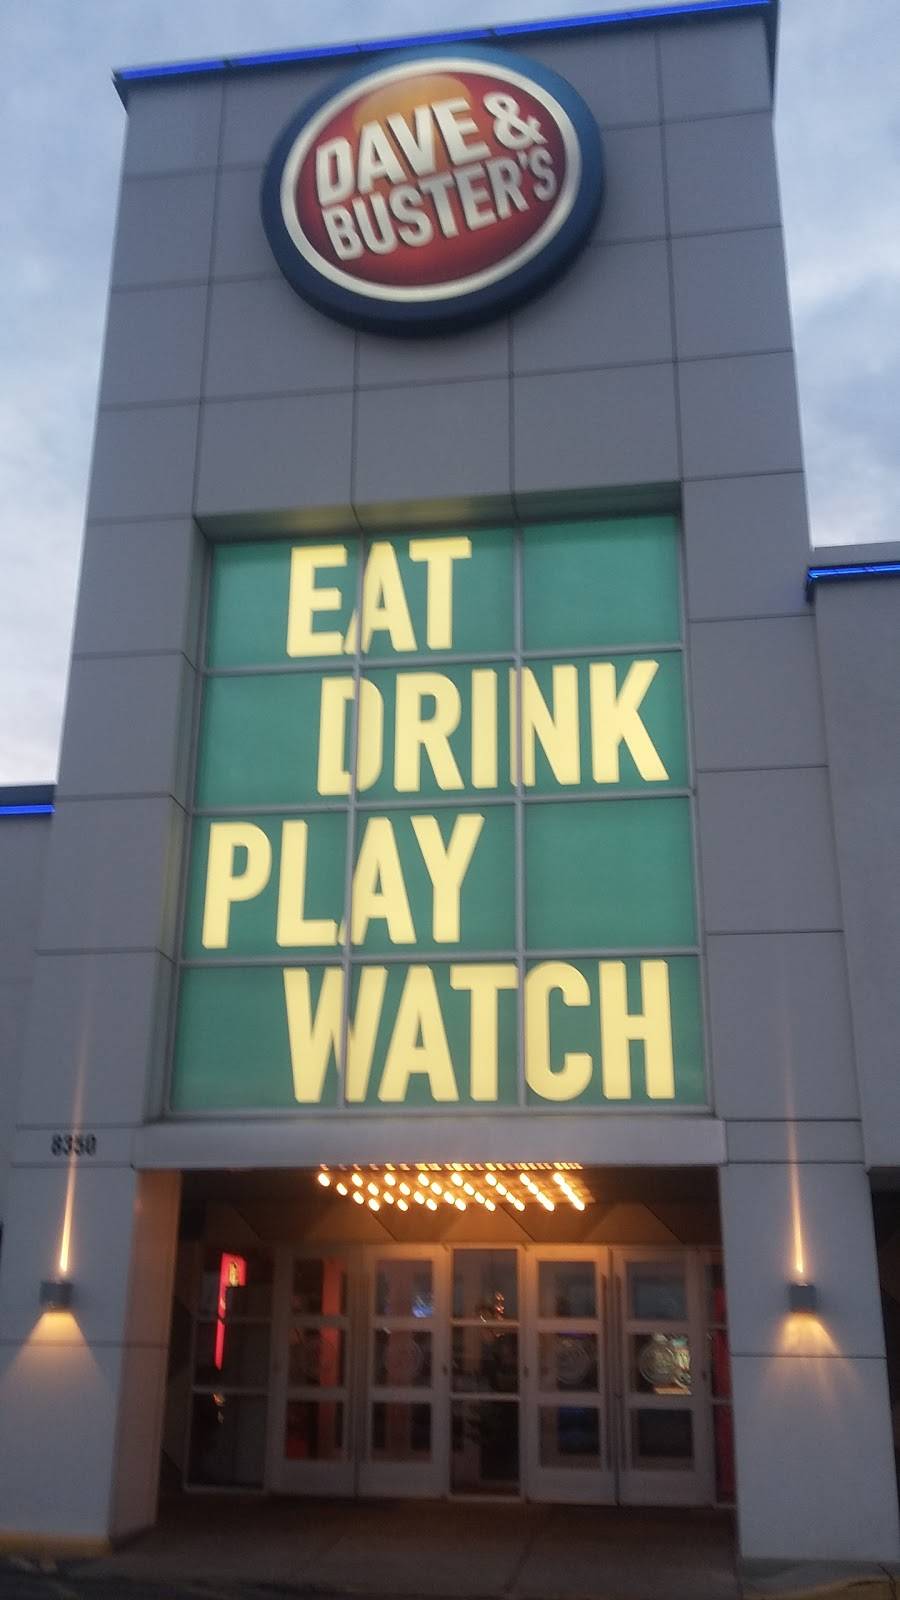 DAVE &
BUSTER'S
EAT
DRINK
PLAY
WATCH
8350